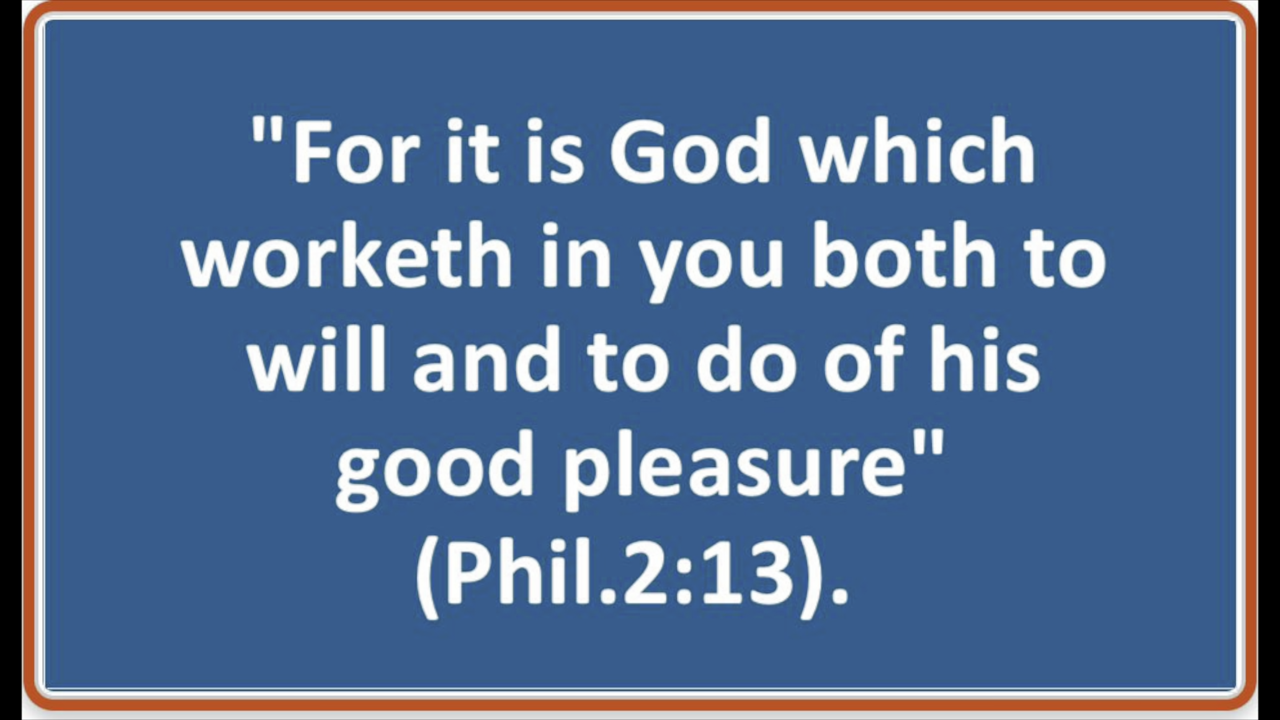 "For it is God which
worketh in you both to
will and to do of his
good pleasure"
(Phil.2:13).